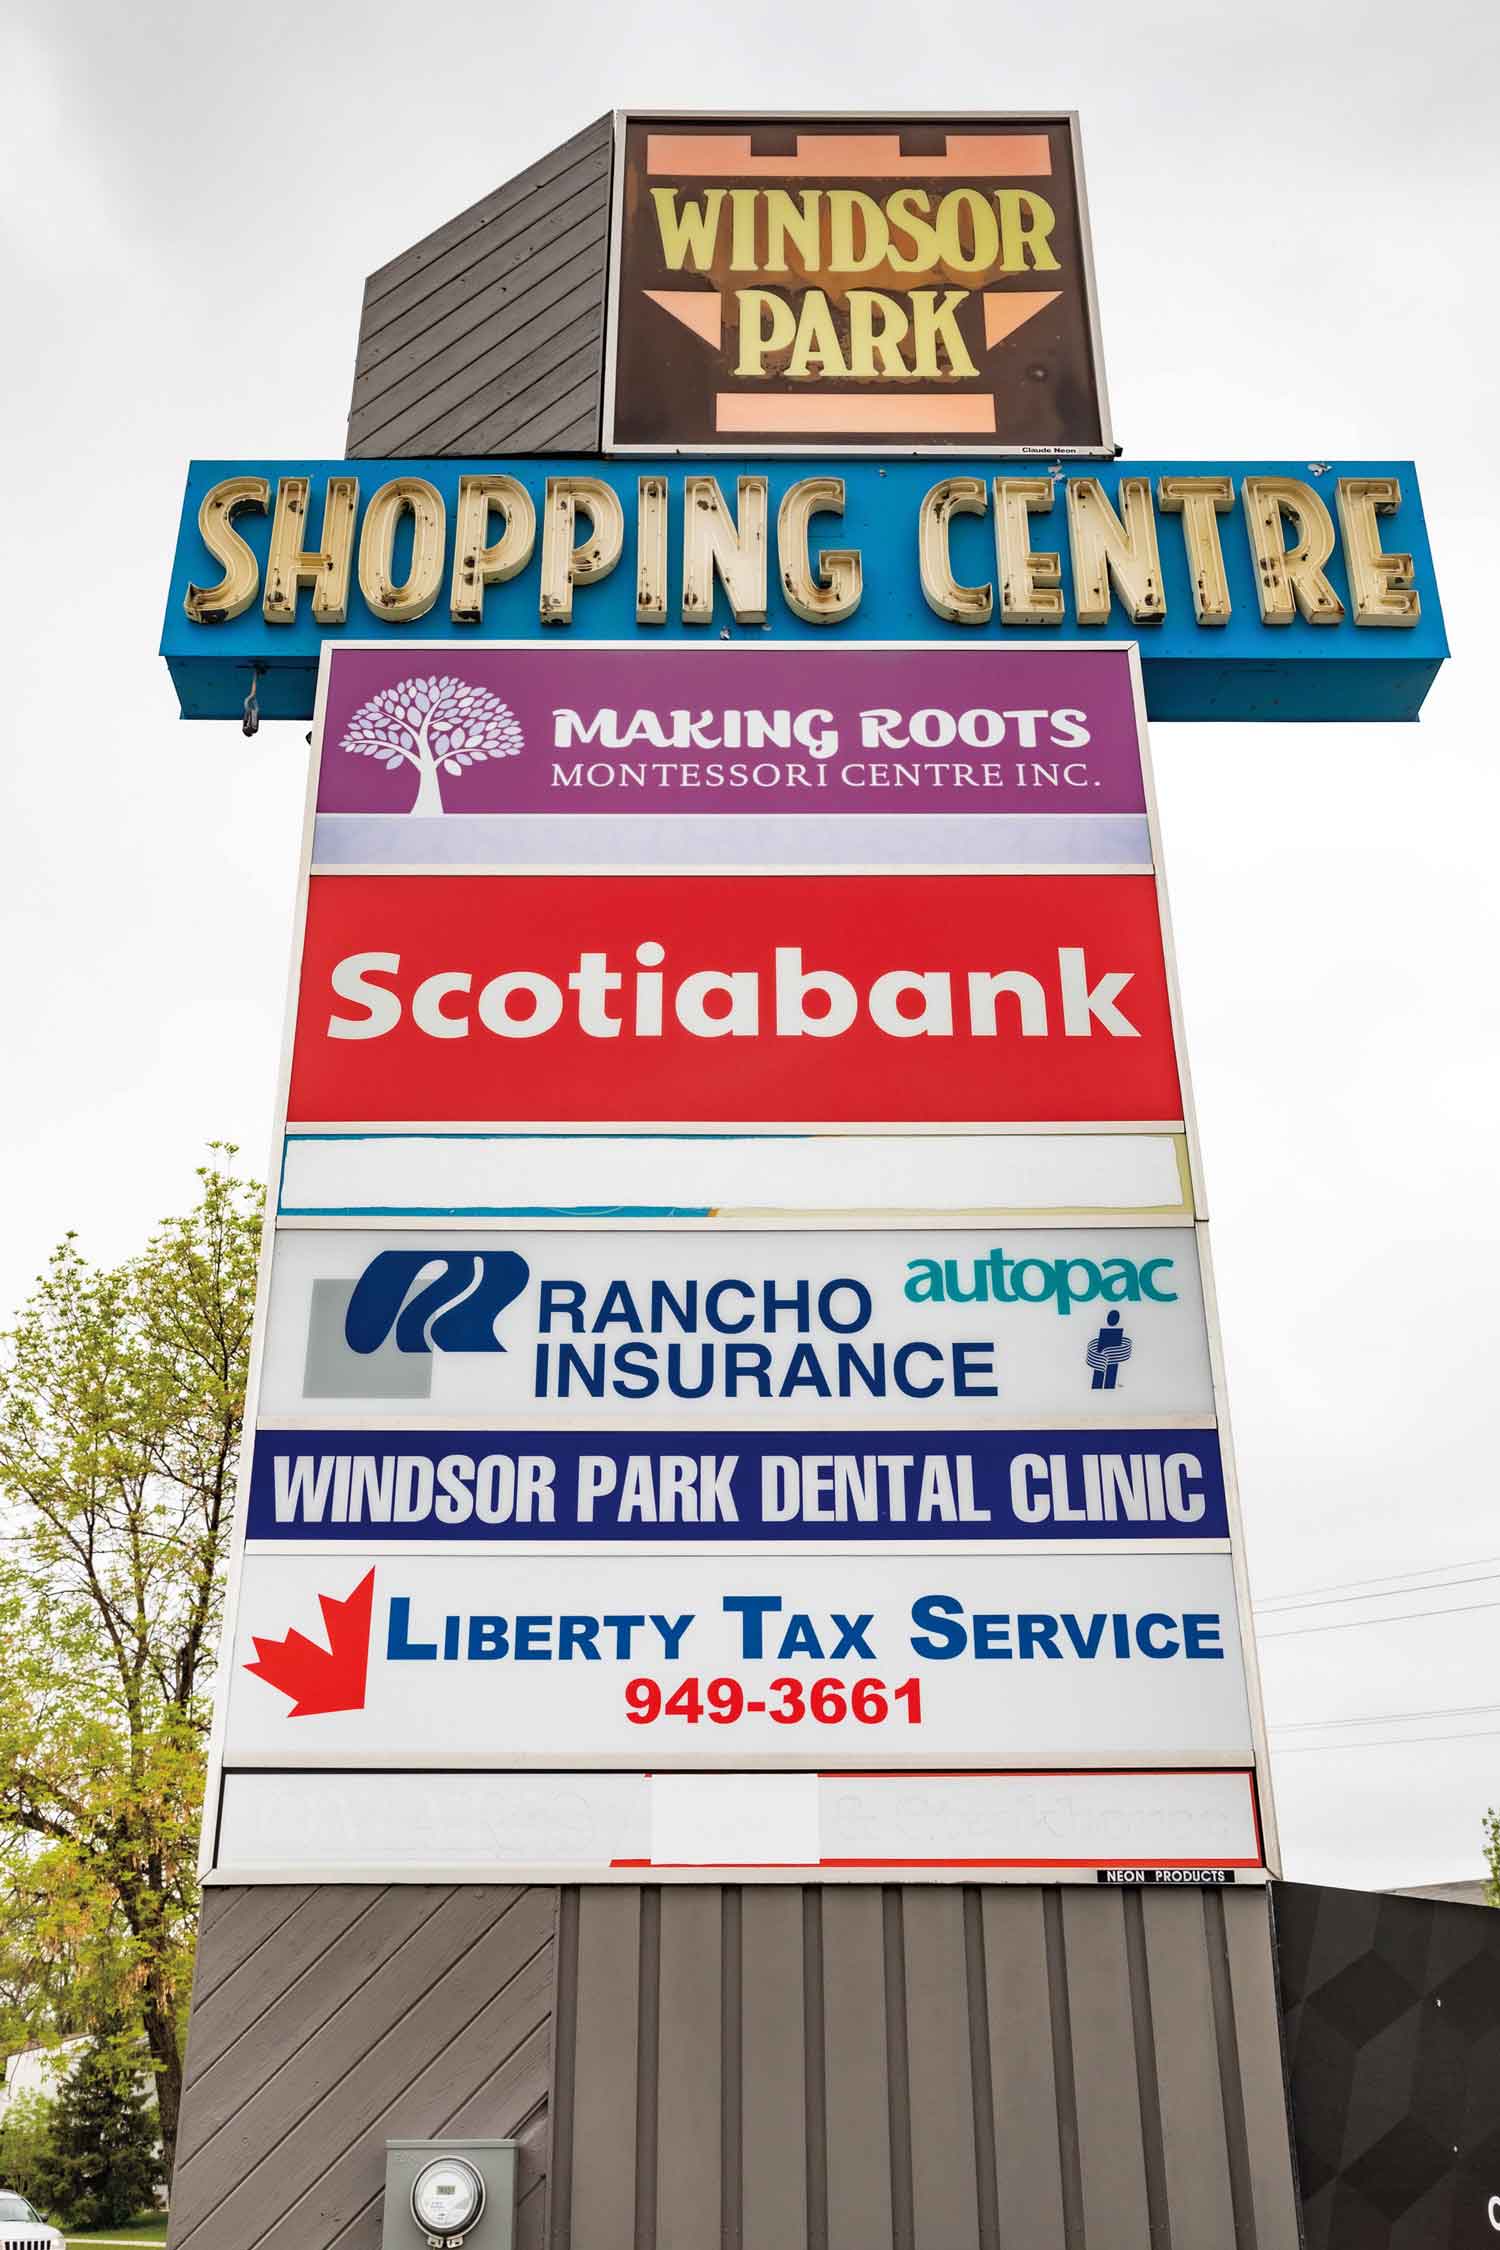 WINDSOR
PARK
Claude Neon
SHOPPING CENTRE
MAKING ROOTS
MONTESSORI CENTRE INC.
Scotiabank
RANCHO
INSURANCE
autopac
WINDSOR PARK DENTAL CLINIC
LIBERTY TAX SERVICE
949-3661
NEON PRODUCTS